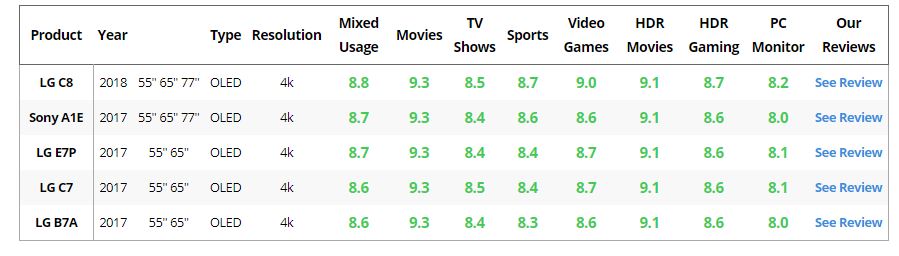 Product Year Type Resolution Mixed Usage Movies TV Shows Sports Video Games HDR Movies HDR Gaming PC Monitor Our Reviews
LG C8 2018 55" 65" 77" OLED 4k 8.8 9.3 8.5 8.7 9.0 9.1 8.7 8.2 See Review
Sony A1E 2017 55" 65" 77" OLED 4k 8.7 9.3 8.4 8.6 8.6 9.1 8.6 8.0 See Review
LG E7P 2017 55" 65" OLED 4k 8.7 9.3 8.4 8.4 8.7 9.1 8.6 8.1 See Review
LG C7 2017 55" 65" OLED 4k 8.6 9.3 8.5 8.4 8.7 9.1 8.6 8.1 See Review
LG B7A 2017 55" 65" OLED 4k 8.6 9.3 8.4 8.3 8.6 9.1 8.6 8.0 See Review